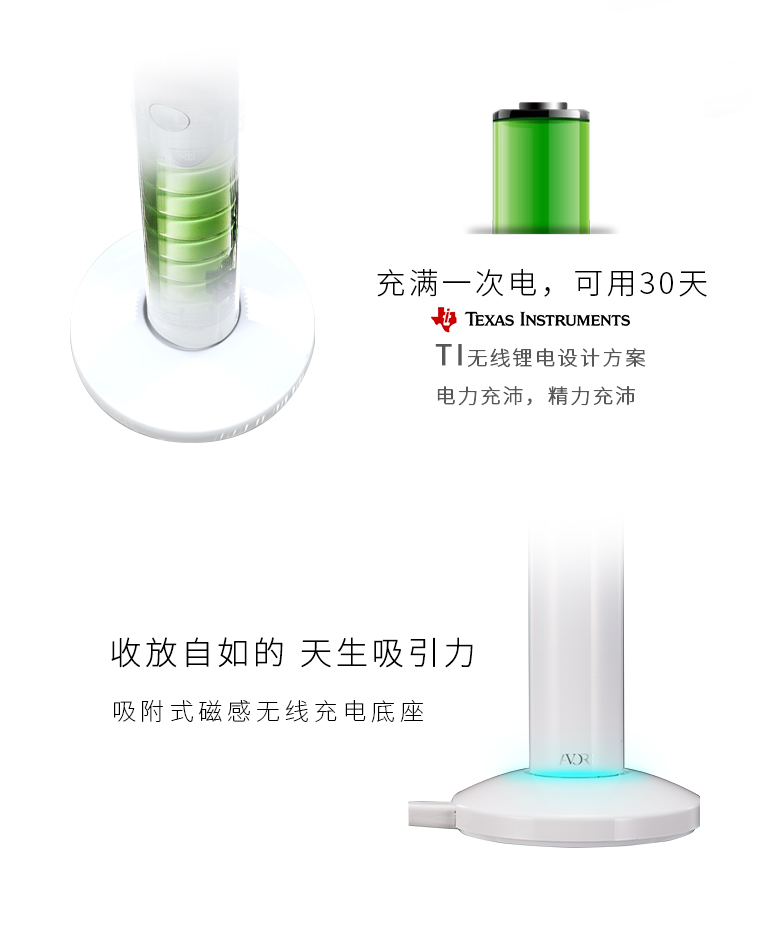 充满一次电，可用30天
TEXAS INSTRUMENTS
TI无线锂电设计方案
电力充沛，精力充沛
收放自如的 天生吸引力
吸附式磁感无线充电底座